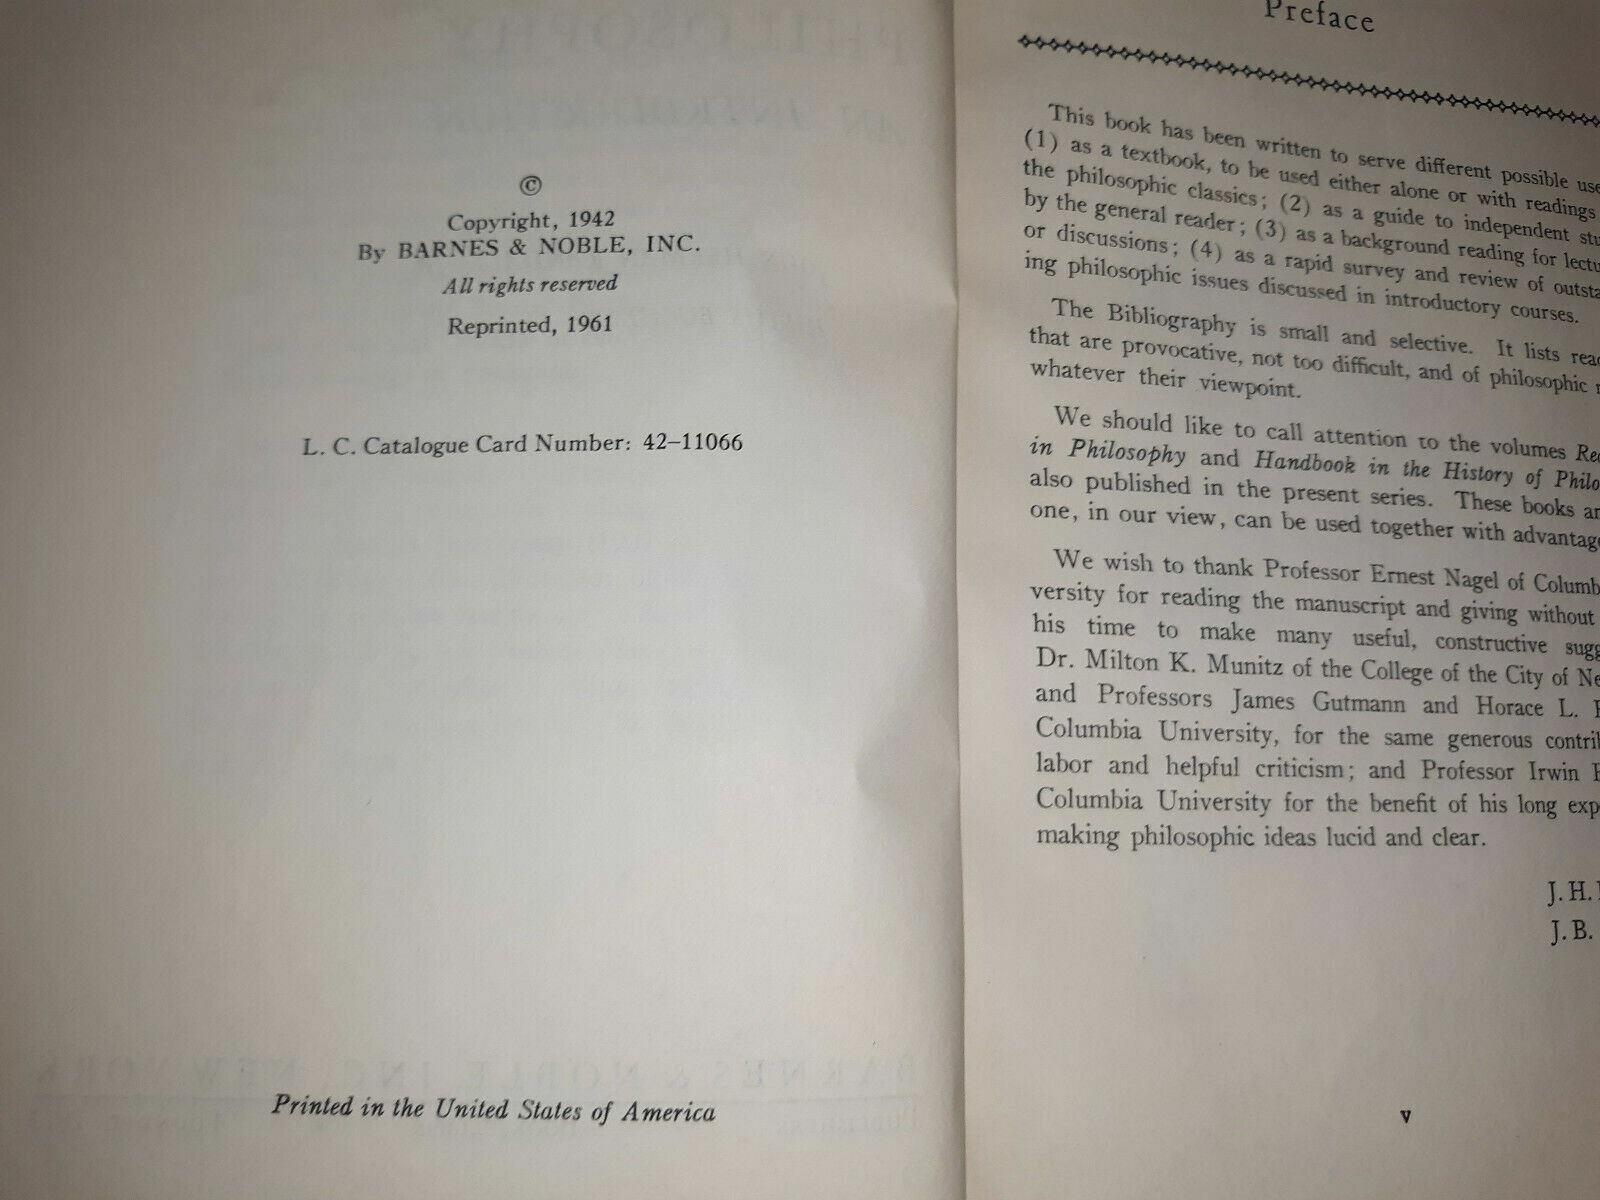 ©
Copyright, 1942
By BARNES & NOBLE, INC.
All rights reserved
Reprinted, 1961
L. C. Catalogue Card Number: 42–11066
Printed in the United States of America
Preface
This book has been written to serve different possible
(1) as a textbook, to be used either alone or with readings
the philosophic classics; (2) as a guide to independent
by the general reader; (3) as a background reading for
or discussions; (4) as a rapid survey and review of
ing philosophic issues discussed in introductory courses.
The Bibliography is small and selective. It lists
that are provocative, not too difficult, and of philosophic
whatever their viewpoint.
We should like to call attention to the volumes
in Philosophy and Handbook in the History of
also published in the present series. These books
one, in our view, can be used together with
We wish to thank Professor Ernest Nagel of
versity for reading the manuscript and giving without
his time to make many useful, constructive
Dr. Milton K. Munitz of the College of the City of
and Professors James Gutmann and Horace L.
Columbia University, for the same generous
labor and helpful criticism; and Professor Irwin
Columbia University for the benefit of his long
making philosophic ideas lucid and clear.
J. H.
J. B.
v